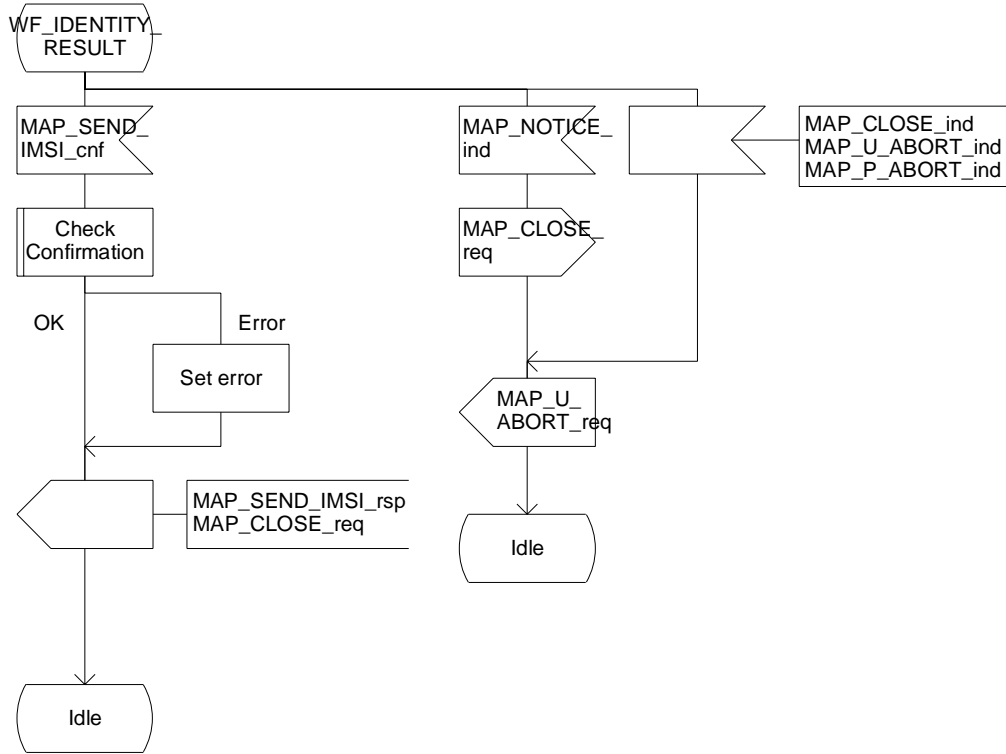 WF_IDENTITY_
RESULT
MAP_SEND_
IMSI_cnf
MAP_NOTICE_
ind
MAP_CLOSE_ind
MAP_U_ABORT_ind
MAP_P_ABORT_ind
Check
Confirmation
MAP_CLOSE_
req
OK
Error
Set error
MAP_U_
ABORT_req
MAP_SEND_IMSI_rsp
MAP_CLOSE_req
Idle
Idle